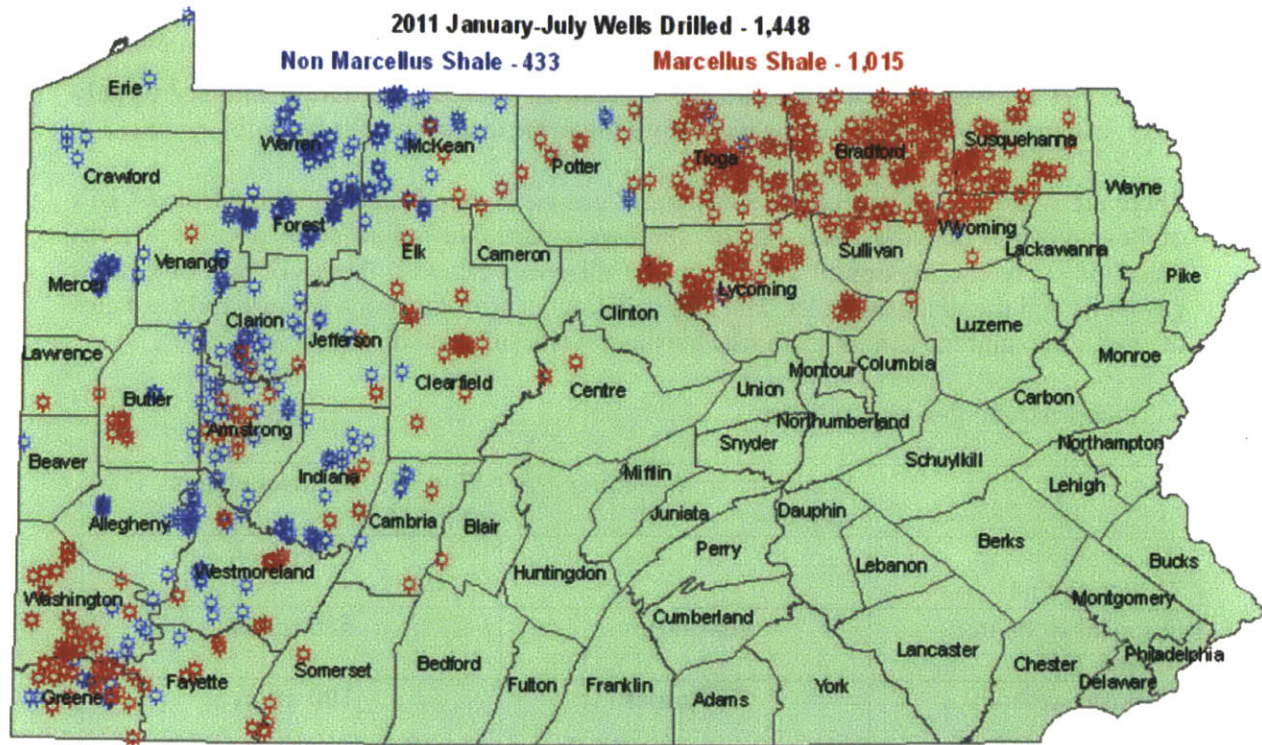 2011 January-July Wells Drilled - 1,448
Non Marcellus Shale - 433 Marcellus Shale - 1,015
Erie
Crawford
Warren
McKean
Potter
Tioga
Bradford
Susquehanna
Wayne
Forest
Venango
Mercer
Elk
Cameron
Sullivan
Wyoming
Lackawanna
Pike
Clarion
Jefferson
Clinton
Lycoming
Luzerne
Lawrence
Butler
Clearfield
Centre
Union
Montour
Columbia
Monroe
Carbon
Armstrong
Northumberland
Northampton
Beaver
Indiana
Snyder
Mifflin
Schuylkill
Lehigh
Allegheny
Cambria
Blair
Juniata
Dauphin
Perry
Berks
Bucks
Westmoreland
Huntingdon
Lebanon
Washington
Cumberland
Montgomery
Lancaster
Chester
Philadelphia
Delaware
Greene
Fayette
Somerset
Bedford
Fulton
Franklin
Adams
York